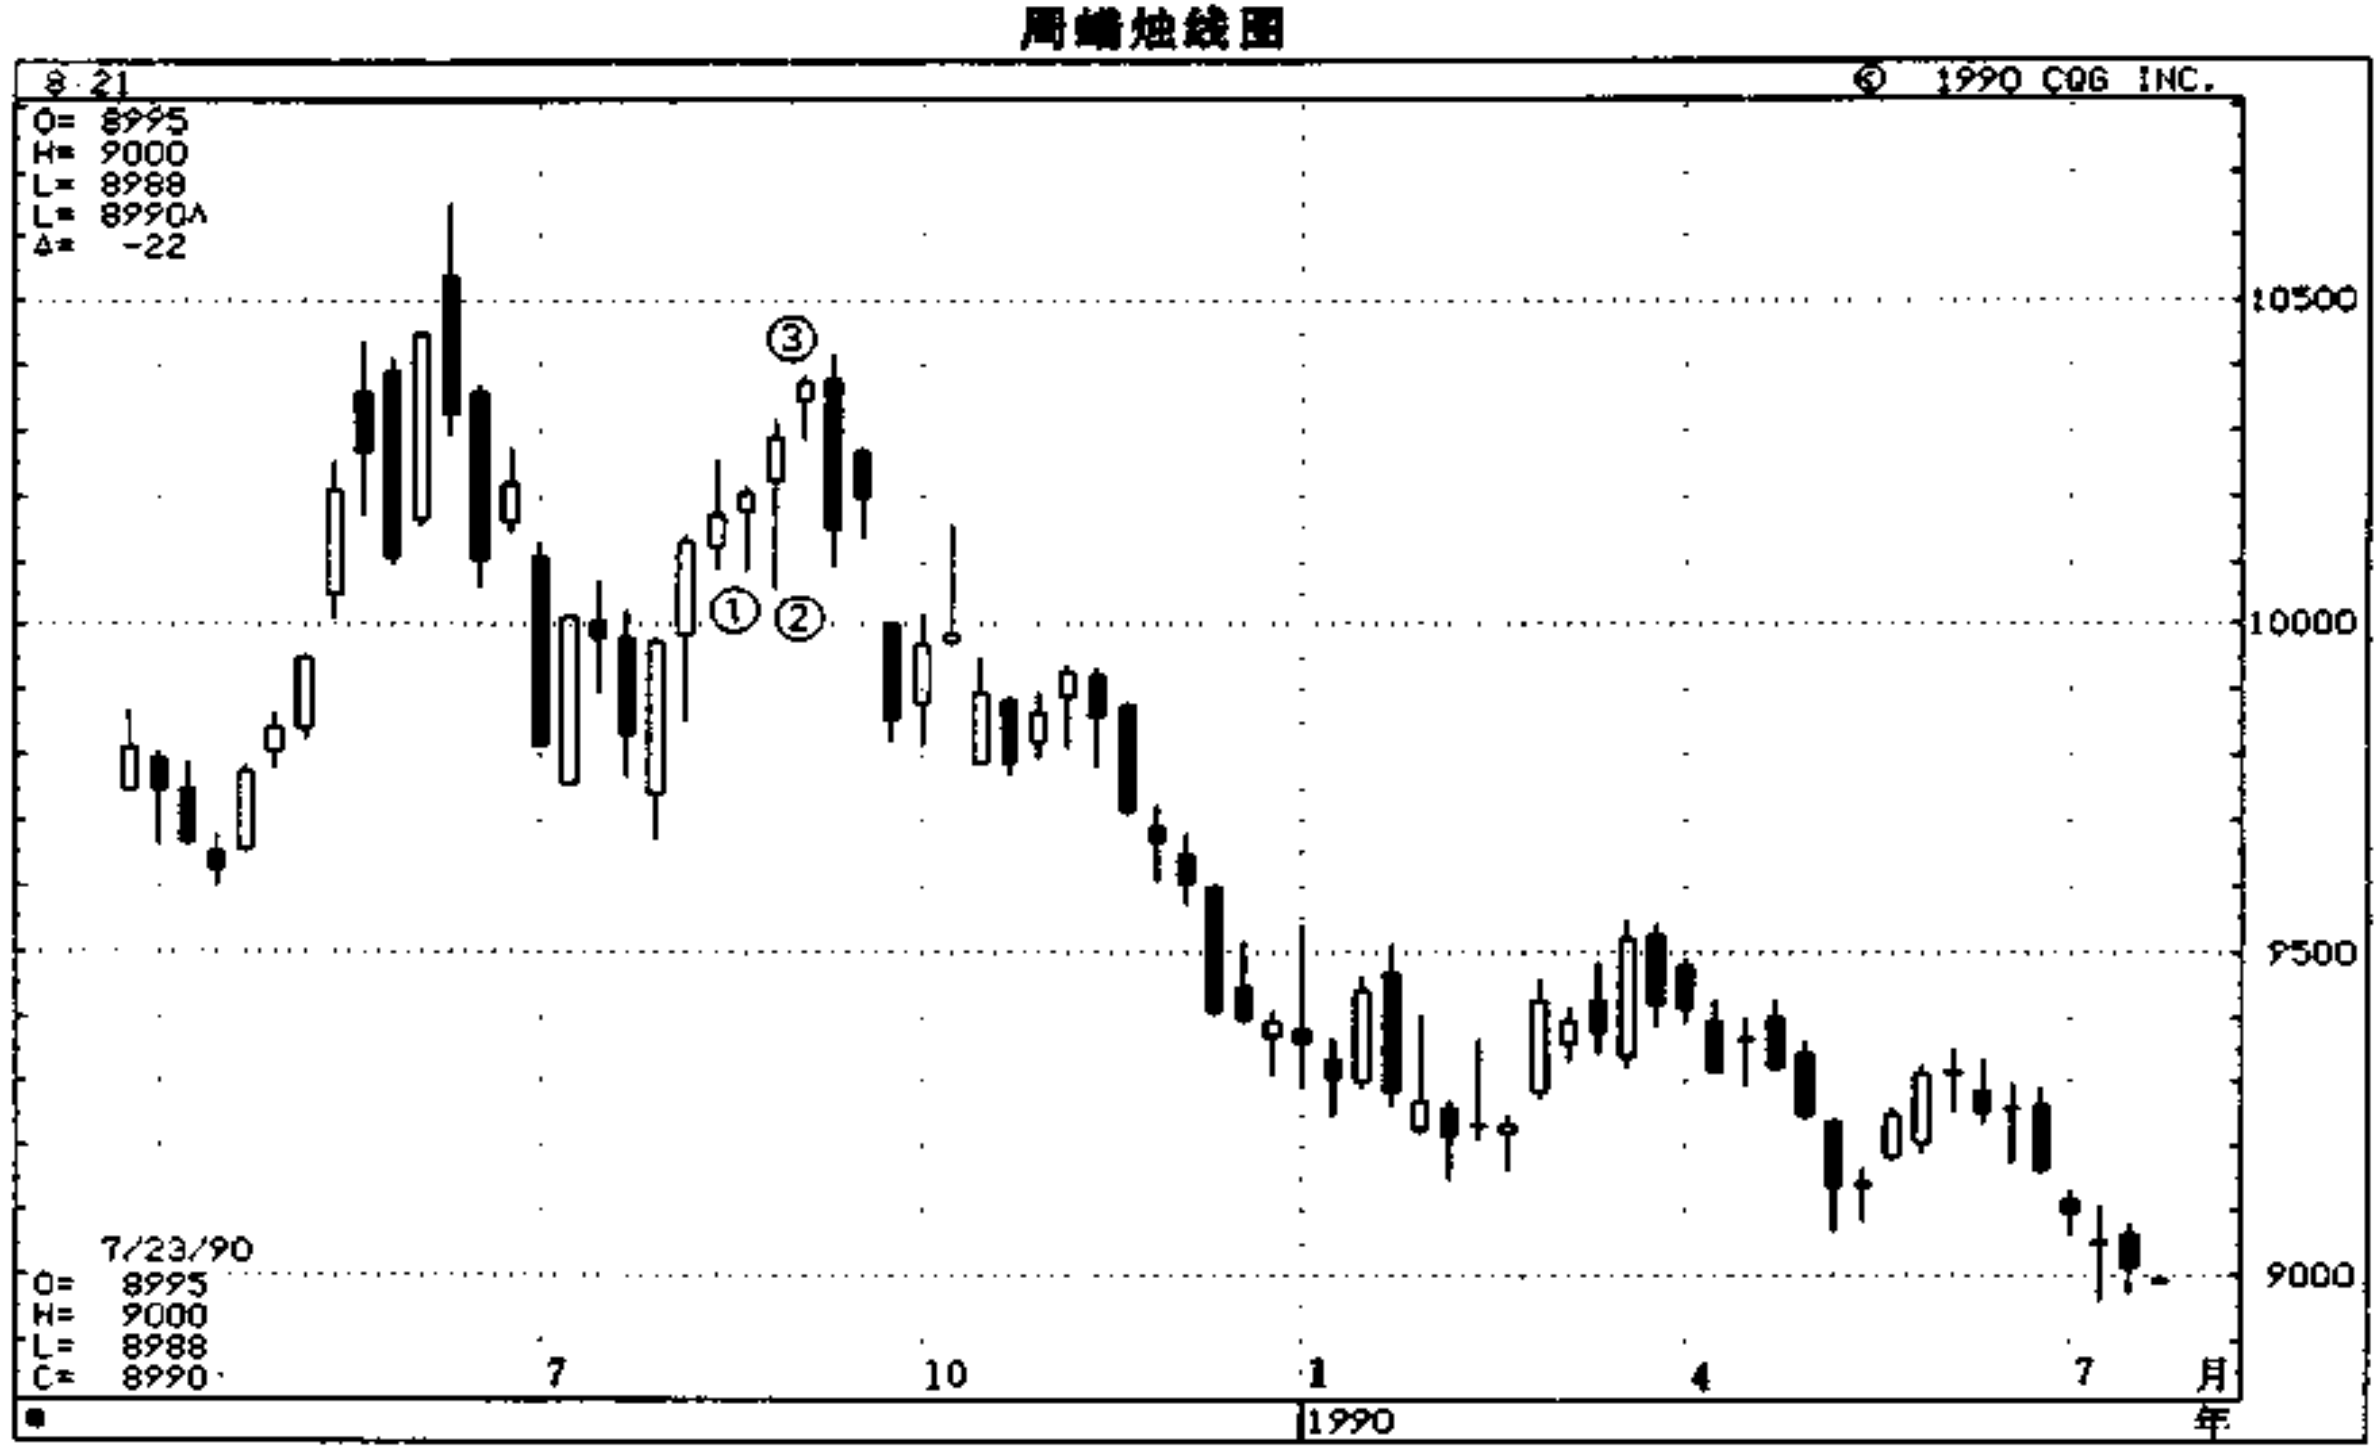 周蜡烛线图
8 21 © 1990 CQG INC.
O= 8995
H= 9000
L= 8988
L= 8990A
Δ= -22
10500
③
① ②
10000
9500
7/23/90
O= 8995
9000
H= 9000
L= 8988
C= 8990
7 10 1 4 7 月
1990 年